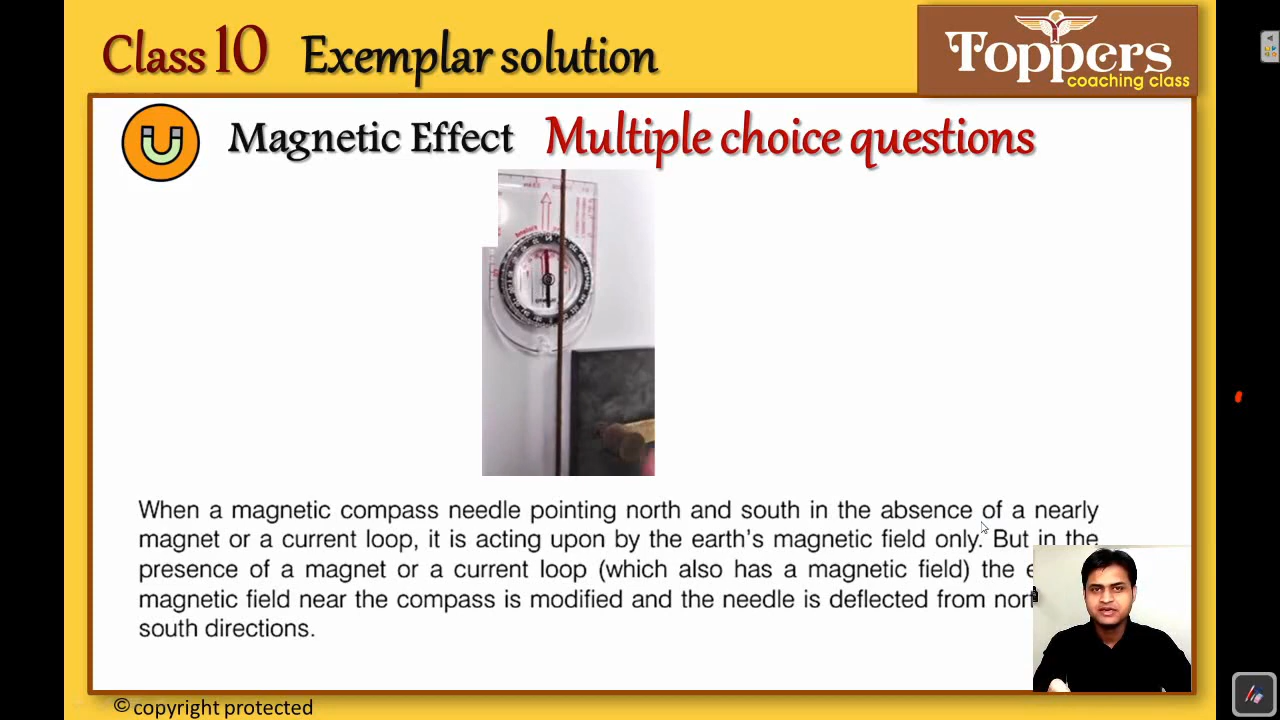 Class 10 Exemplar solution
Toppers
coaching class
Magnetic Effect Multiple choice questions
When a magnetic compass needle pointing north and south in the absence of a nearly
magnet or a current loop, it is acting upon by the earth's magnetic field only. But in the
presence of a magnet or a current loop (which also has a magnetic field) the
magnetic field near the compass is modified and the needle is deflected from
south directions.
© copyright protected